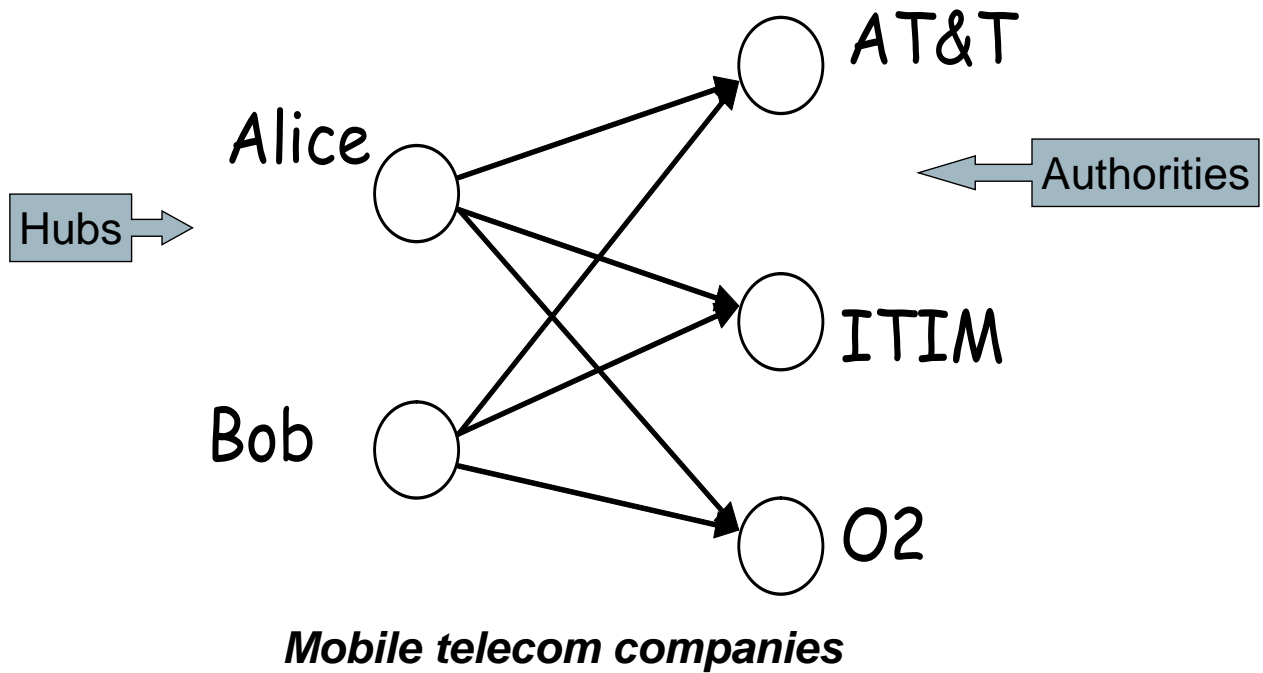 AT&T
Alice
Authorities
Hubs
ITIM
Bob
O2
Mobile telecom companies